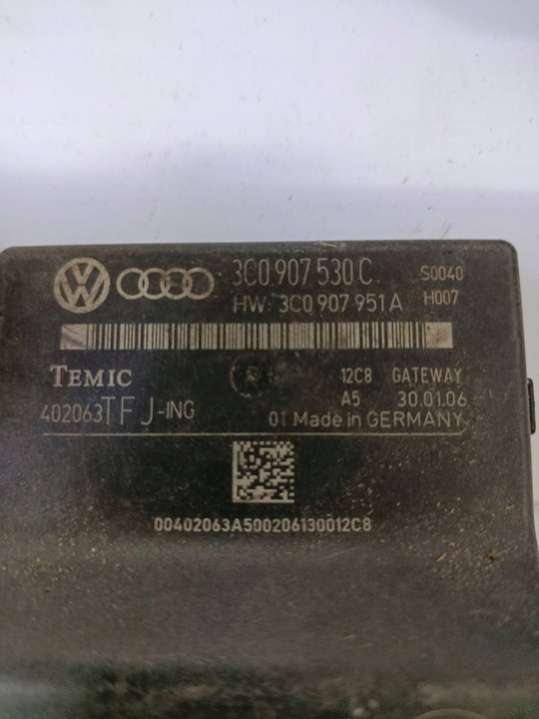 3C0 907 530 C S0040
HW: 3C0 907 951 A H007
TEMIC 12C8 GATEWAY
402063TFJ-ING A5 30.01.06
01 Made in GERMANY
00402063A500206130012C8